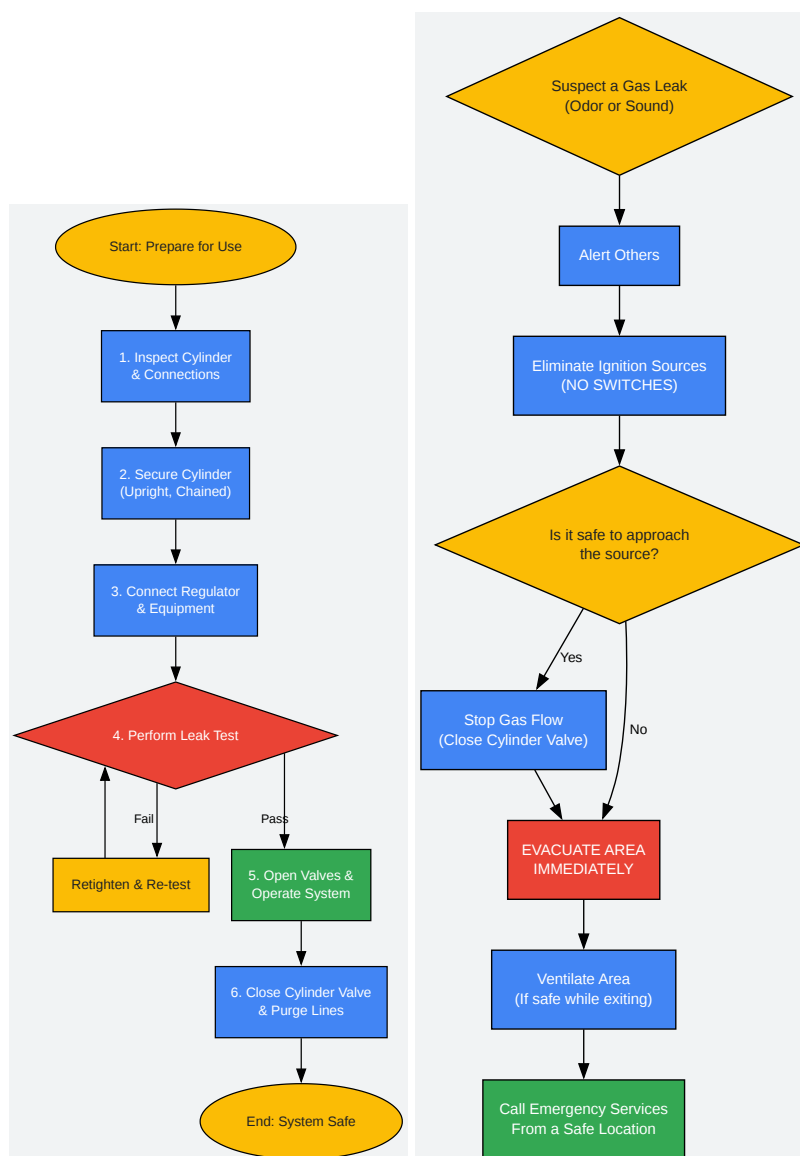 Start: Prepare for Use
1. Inspect Cylinder
& Connections
2. Secure Cylinder
(Upright, Chained)
3. Connect Regulator
& Equipment
4. Perform Leak Test
Fail
Pass
Retighten & Re-test
5. Open Valves &
Operate System
6. Close Cylinder Valve
& Purge Lines
End: System Safe
Suspect a Gas Leak
(Odor or Sound)
Alert Others
Eliminate Ignition Sources
(NO SWITCHES)
Is it safe to approach
the source?
Yes
No
Stop Gas Flow
(Close Cylinder Valve)
EVACUATE AREA
IMMEDIATELY
Ventilate Area
(If safe while exiting)
Call Emergency Services
From a Safe Location